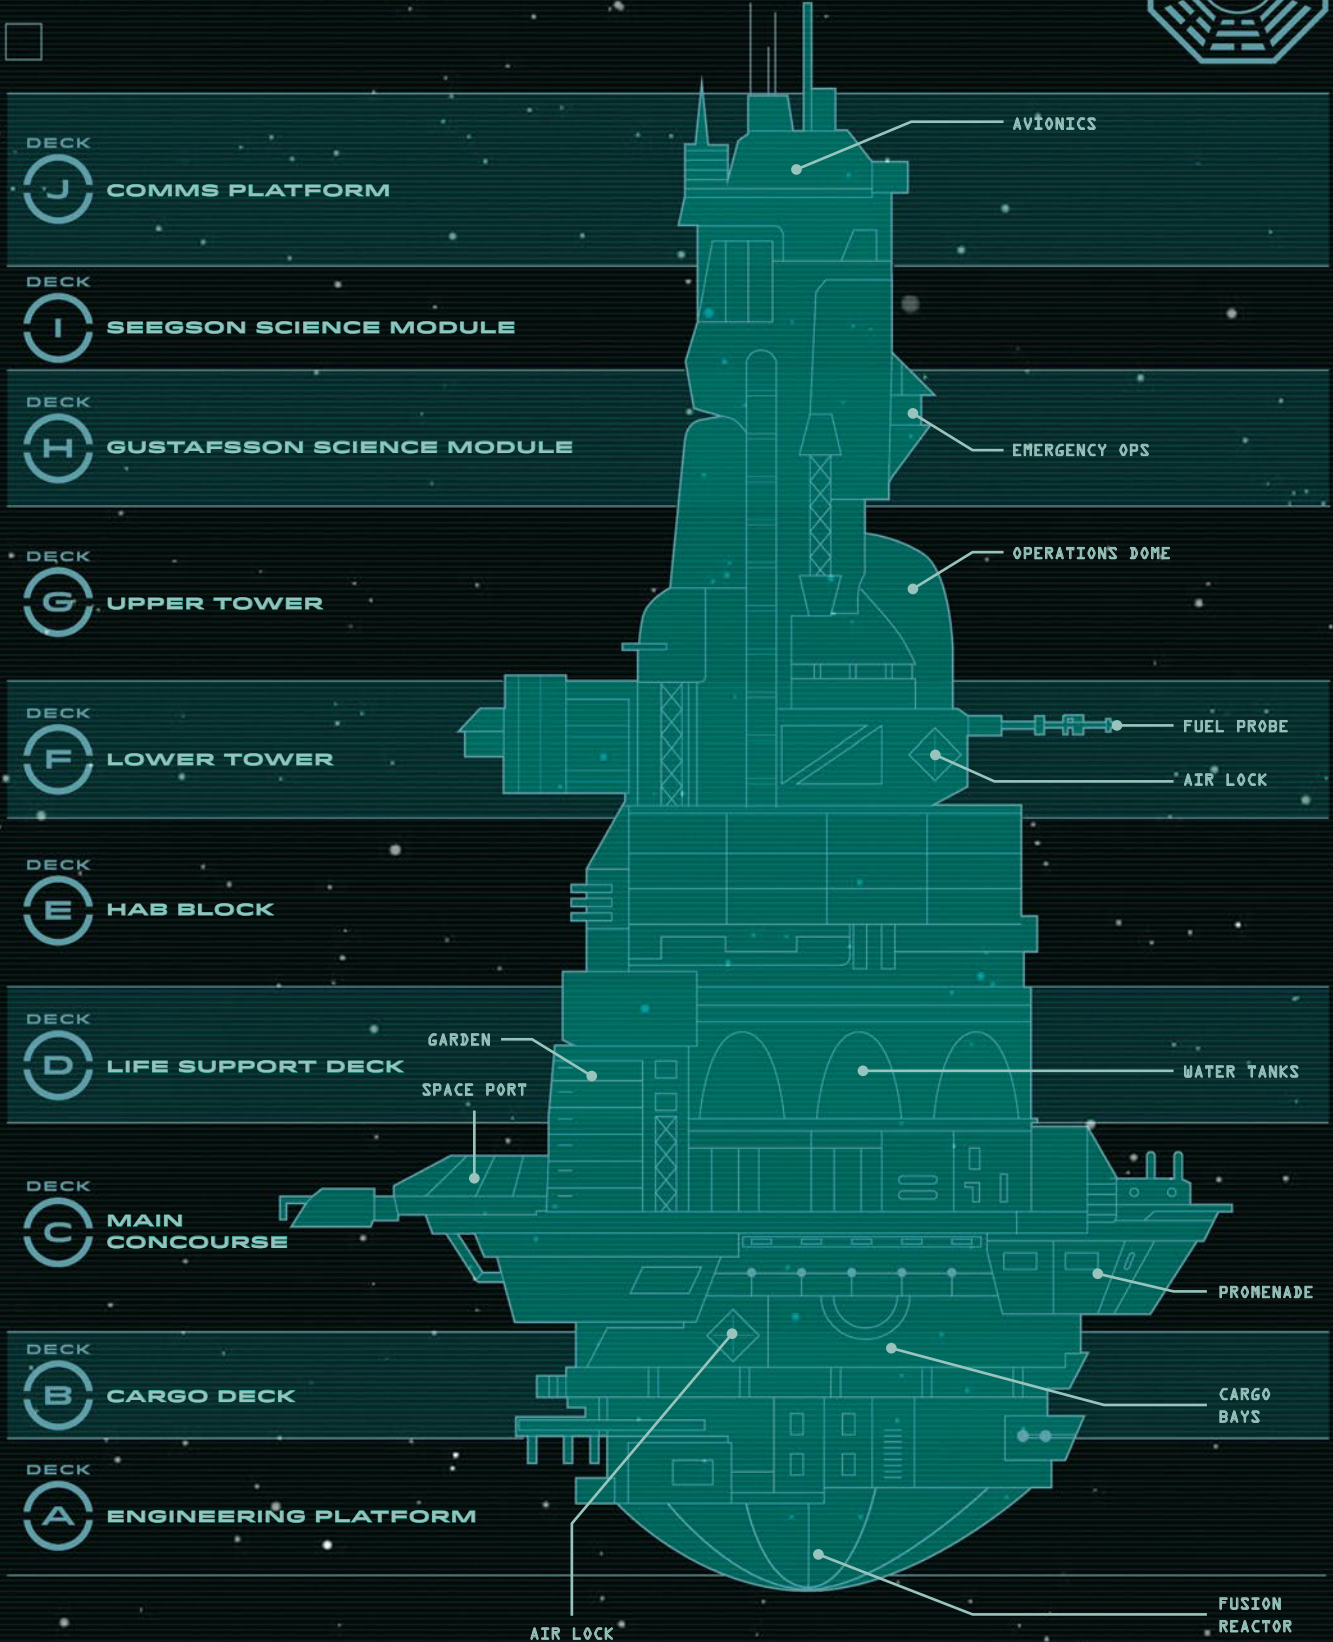 AVIONICS
DECK
J
COMMS PLATFORM
DECK
I
SEEGSON SCIENCE MODULE
DECK
H
GUSTAFSSON SCIENCE MODULE
EMERGENCY OPS
DECK
G
UPPER TOWER
OPERATIONS DOME
DECK
F
LOWER TOWER
FUEL PROBE
AIR LOCK
DECK
E
HAB BLOCK
DECK
D
LIFE SUPPORT DECK
GARDEN
SPACE PORT
WATER TANKS
DECK
C
MAIN
CONCOURSE
PROMENADE
DECK
B
CARGO DECK
CARGO
BAYS
DECK
A
ENGINEERING PLATFORM
FUSION
REACTOR
AIR LOCK